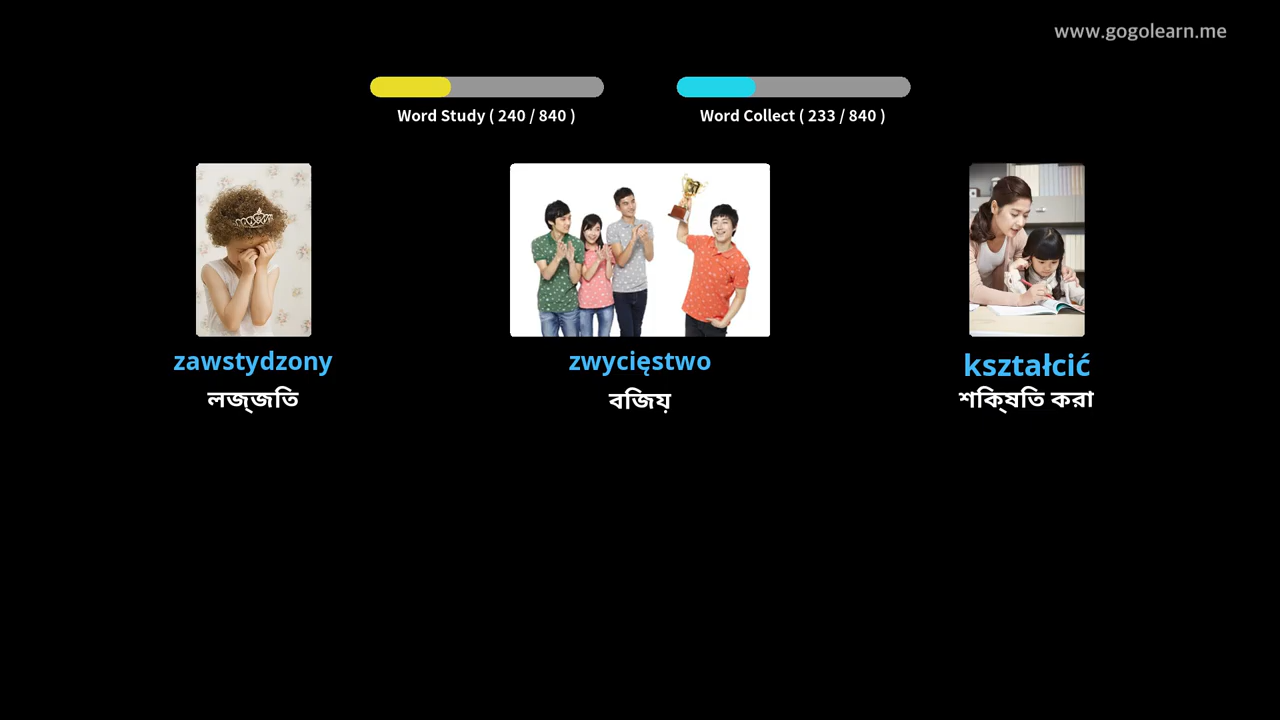 www.gogolearn.me
Word Study ( 240 / 840 )
Word Collect ( 233 / 840 )
zawstydzony
zwycięstwo
kształcić
লজ্জিত
বিজয়
শিক্ষিত করা